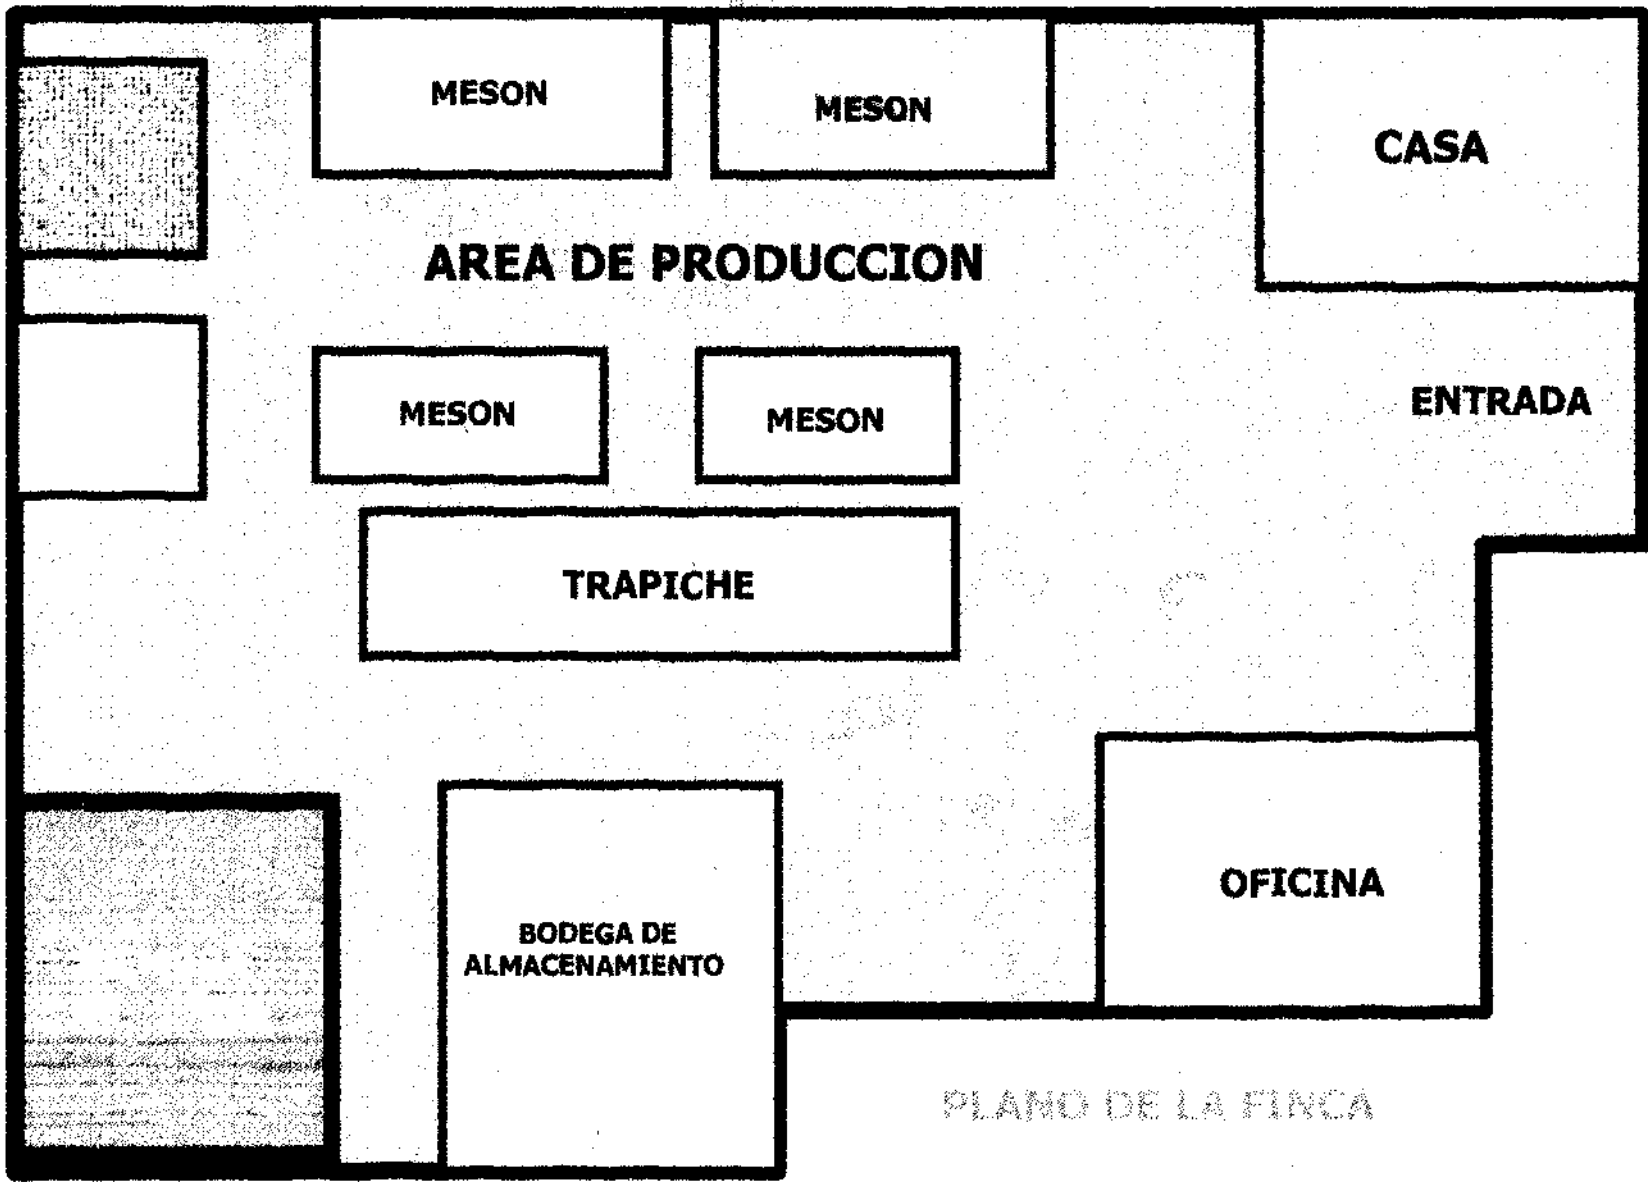 MESON
MESON
CASA
AREA DE PRODUCCION
ENTRADA
MESON
MESON
TRAPICHE
OFICINA
BODEGA DE
ALMACENAMIENTO
PLANO DE LA FINCA